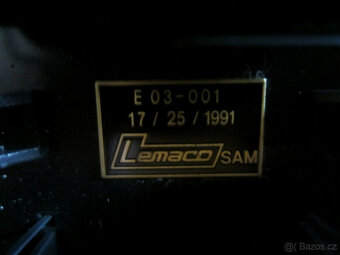 E 03-001
17 / 25 / 1991
Lemaco SAM
Bazos.cz